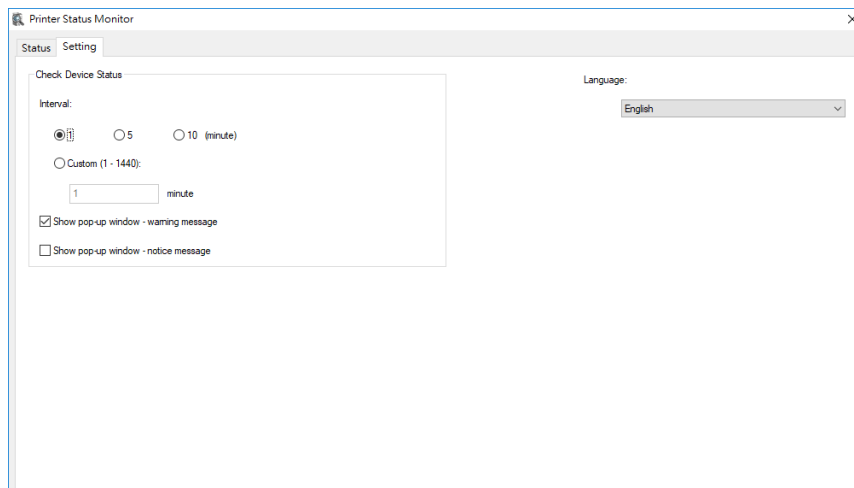 Printer Status Monitor
Status Setting
Check Device Status
Language:
Interval:
English
1 5 10 (minute)
Custom (1 - 1440):
1 minute
Show pop-up window - warning message
Show pop-up window - notice message